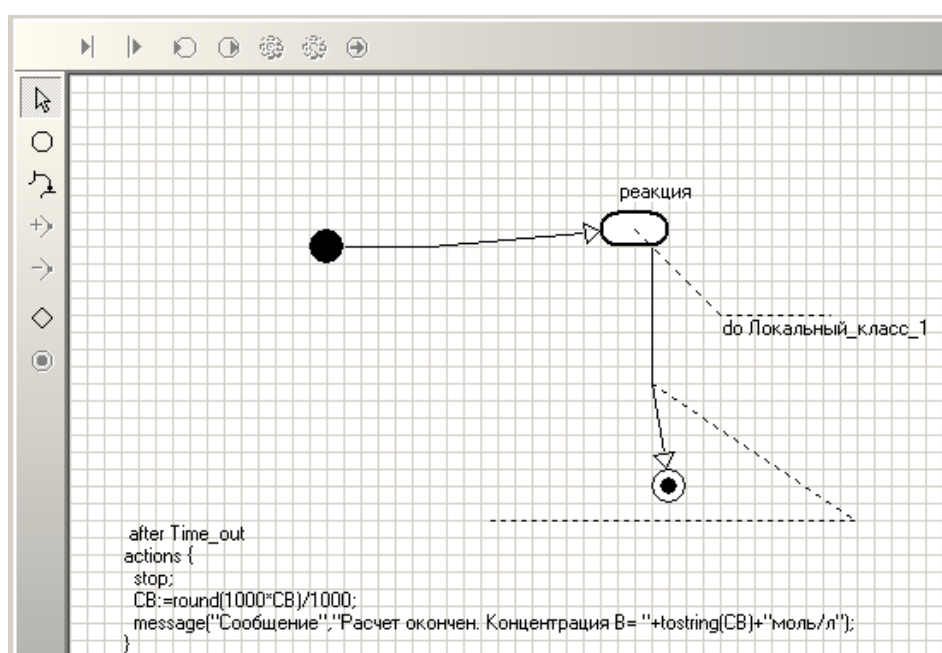 реакция
do Локальный_класс_1
after Time_out
actions {
stop;
CB:=round(1000*CB)/1000;
message("Сообщение","Расчет окончен. Концентрация B= "+tostring(CB)+"моль/л");
}